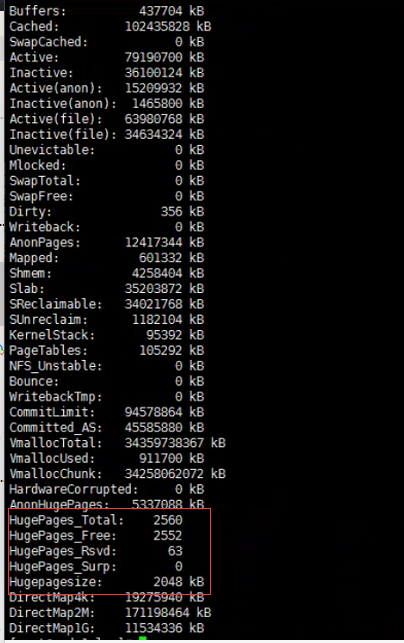 Buffers: 437704 kB
Cached: 102435828 kB
SwapCached: 0 kB
Active: 79190700 kB
Inactive: 36100124 kB
Active(anon): 15209932 kB
Inactive(anon): 1465800 kB
Active(file): 63980768 kB
Inactive(file): 34634324 kB
Unevictable: 0 kB
Mlocked: 0 kB
SwapTotal: 0 kB
SwapFree: 0 kB
Dirty: 356 kB
Writeback: 0 kB
AnonPages: 12417344 kB
Mapped: 601332 kB
Shmem: 4258404 kB
Slab: 35203872 kB
SReclaimable: 34021768 kB
SUnreclaim: 1182104 kB
KernelStack: 95392 kB
PageTables: 105292 kB
NFS_Unstable: 0 kB
Bounce: 0 kB
WritebackTmp: 0 kB
CommitLimit: 94578864 kB
Committed_AS: 45585880 kB
VmallocTotal: 34359738367 kB
VmallocUsed: 911700 kB
VmallocChunk: 34258062072 kB
HardwareCorrupted: 0 kB
AnonHugePages: 5337088 kB
HugePages_Total: 2560
HugePages_Free: 2552
HugePages_Rsvd: 63
HugePages_Surp: 0
Hugepagesize: 2048 kB
DirectMap4k: 19275940 kB
DirectMap2M: 171198464 kB
DirectMap1G: 11534336 kB